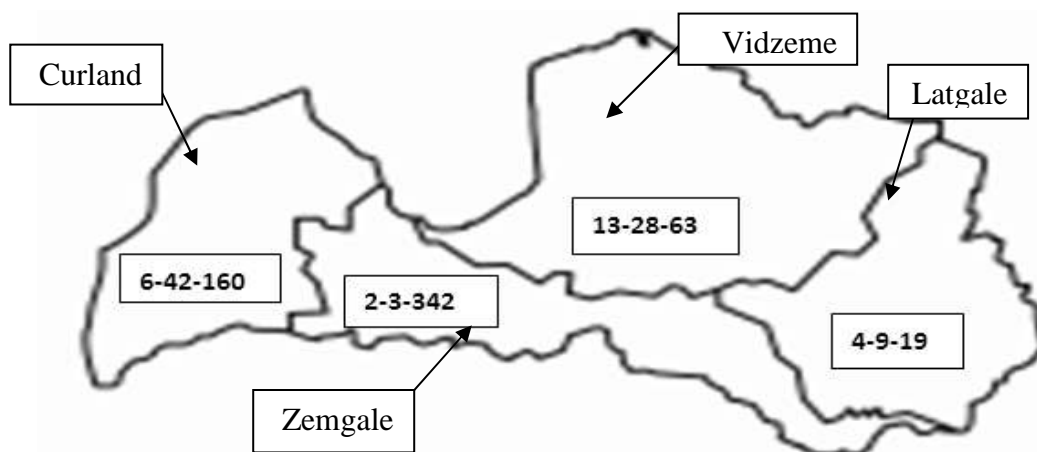 Vidzeme
Curland
Latgale
13-28-63
6-42-160
2-3-342
4-9-19
Zemgale